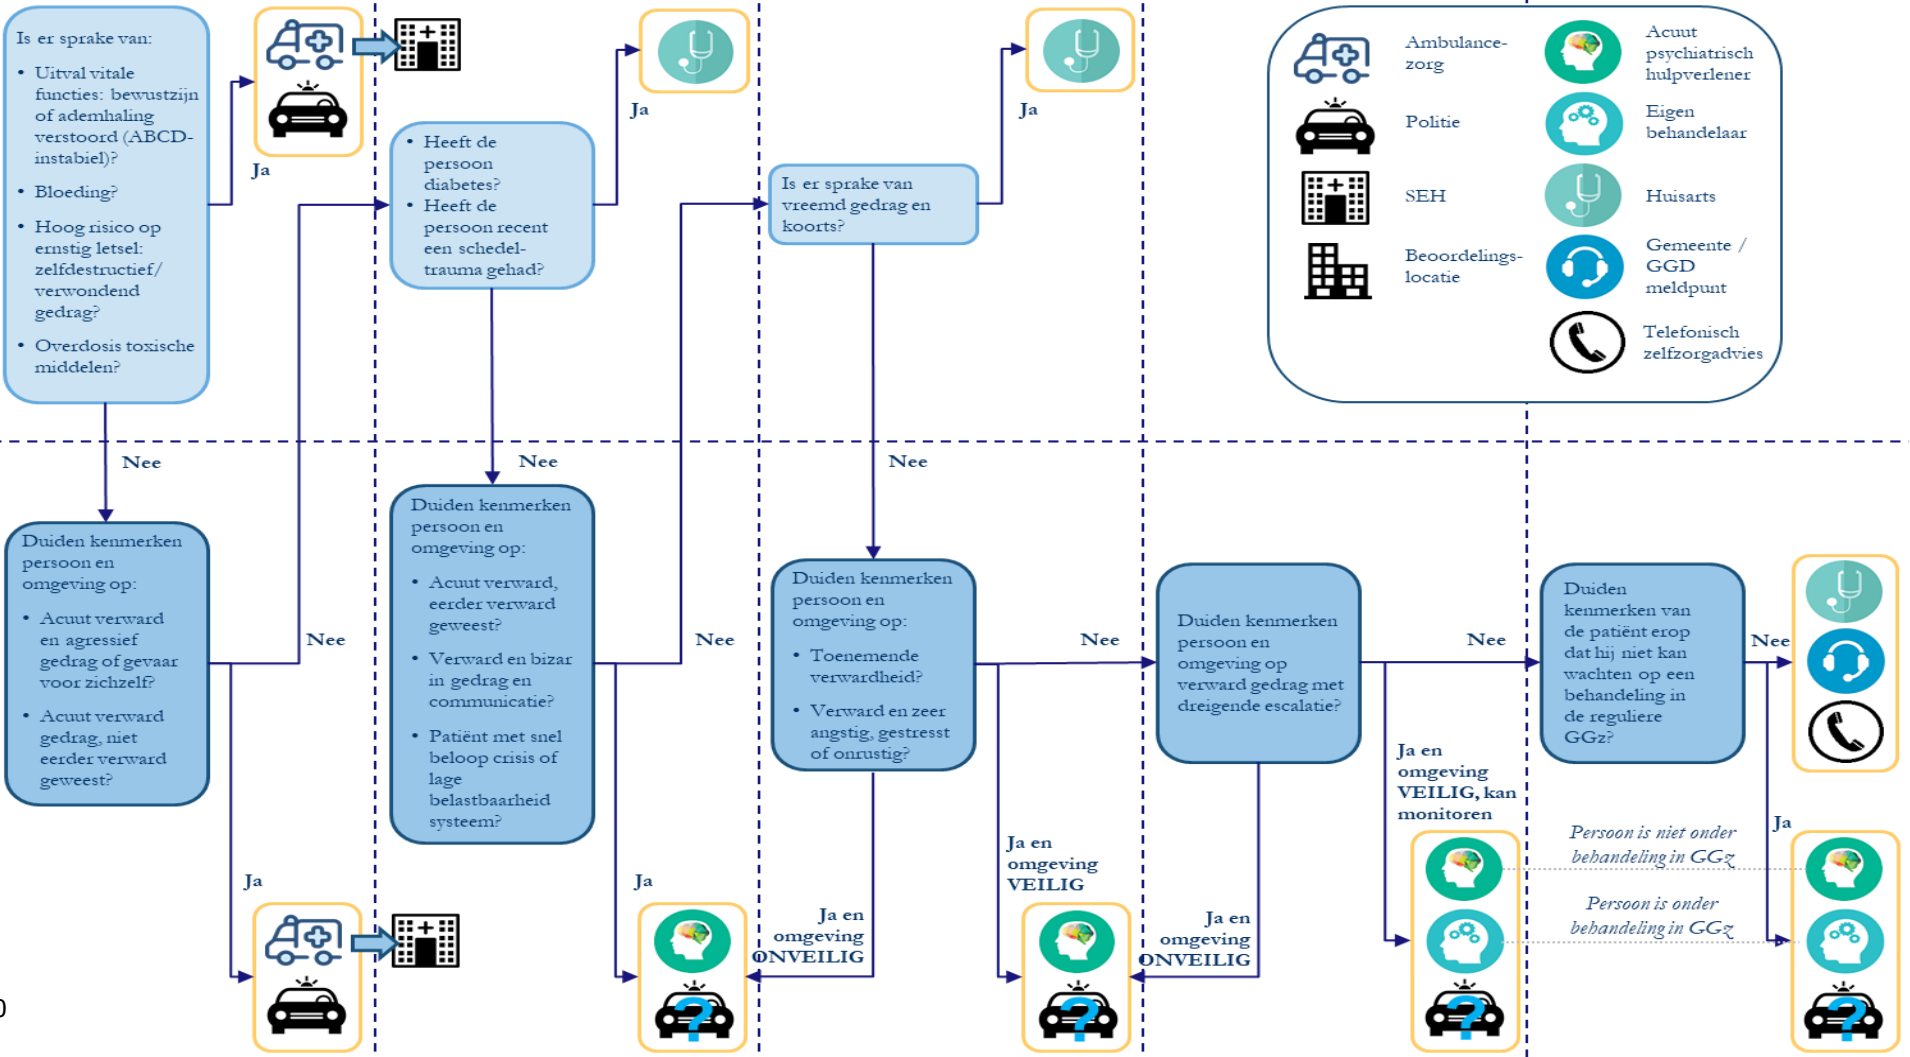 Is er sprake van:
• Uitval vitale
functies: bewustzijn
of ademhaling
verstoord (ABCD-
instabiel)?
• Bloeding?
• Hoog risico op
ernstig letsel:
zelfdestructief/
verwondend
gedrag?
• Overdosis toxische
middelen?
Ja
• Heeft de
persoon
diabetes?
• Heeft de
persoon recent
een schedel-
trauma gehad?
Ja
Is er sprake van
vreemd gedrag en
koorts?
Ja
Ambulance-
zorg
Politie
SEH
Beoordelings-
locatie
Acuut
psychiatrisch
hulpverlener
Eigen
behandelaar
Huisarts
Gemeente /
GGD
meldpunt
Telefonisch
zelfzorgadvies
Nee
Nee
Nee
Duiden kenmerken
persoon en
omgeving op:
• Acuut verward
en agressief
gedrag of gevaar
voor zichzelf?
• Acuut verward
gedrag, niet
eerder verward
geweest?
Nee
Ja
Duiden kenmerken
persoon en
omgeving op:
• Acuut verward,
eerder verward
geweest?
• Verward en bizar
in gedrag en
communicatie?
• Patiënt met snel
beloop crisis of
lage
belastbaarheid
systeem?
Nee
Ja
Duiden kenmerken
persoon en
omgeving op:
• Toenemende
verwardheid?
• Verward en zeer
angstig, gestresst
of onrustig?
Nee
Ja en
omgeving
ONVEILIG
Ja en
omgeving
VEILIG
Duiden kenmerken
persoon en
omgeving op
verward gedrag met
dreigende escalatie?
Nee
Ja en
omgeving
ONVEILIG
Ja en
omgeving
VEILIG, kan
monitoren
Duiden
kenmerken van
de patiënt erop
dat hij niet kan
wachten op een
behandeling in
de reguliere
GGz?
Nee
Ja
Persoon is niet onder
behandeling in GGz
Persoon is onder
behandeling in GGz
?
?
?
?
0